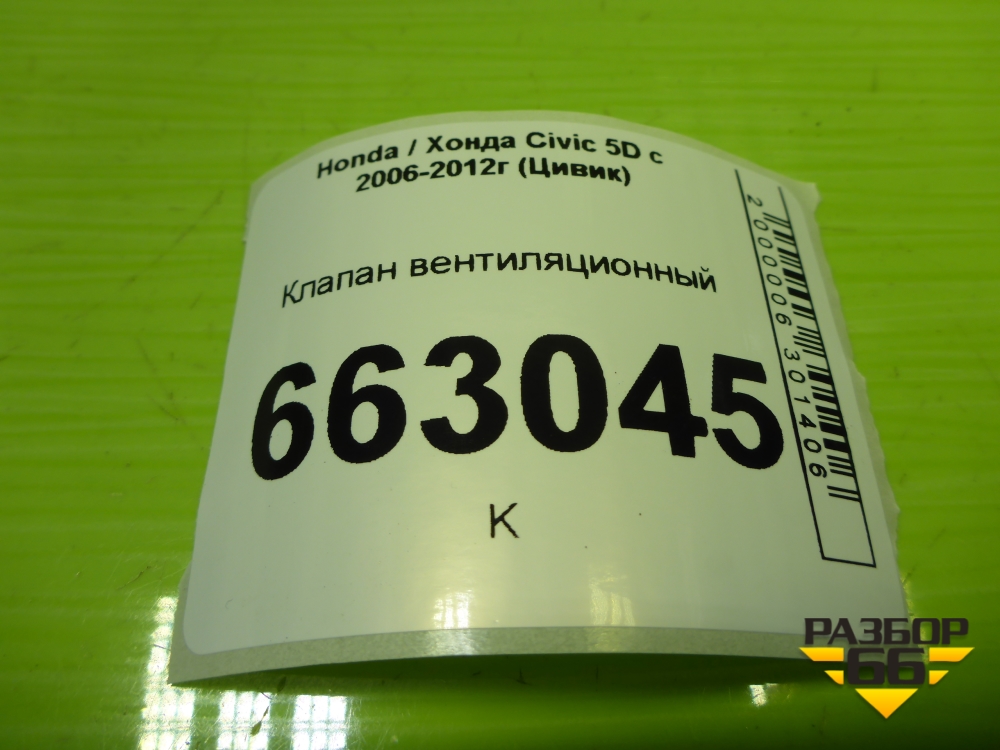 Honda / Хонда Civic 5D с
2006-2012г (Цивик)
Клапан вентиляционный
663045
К
2000006301406
РАЗБОР
66